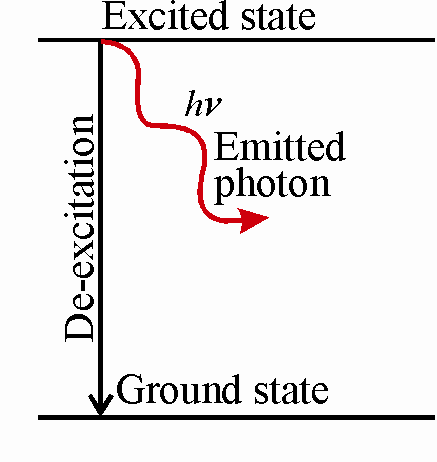 Excited state
hν
Emitted
photon
De-excitation
Ground state